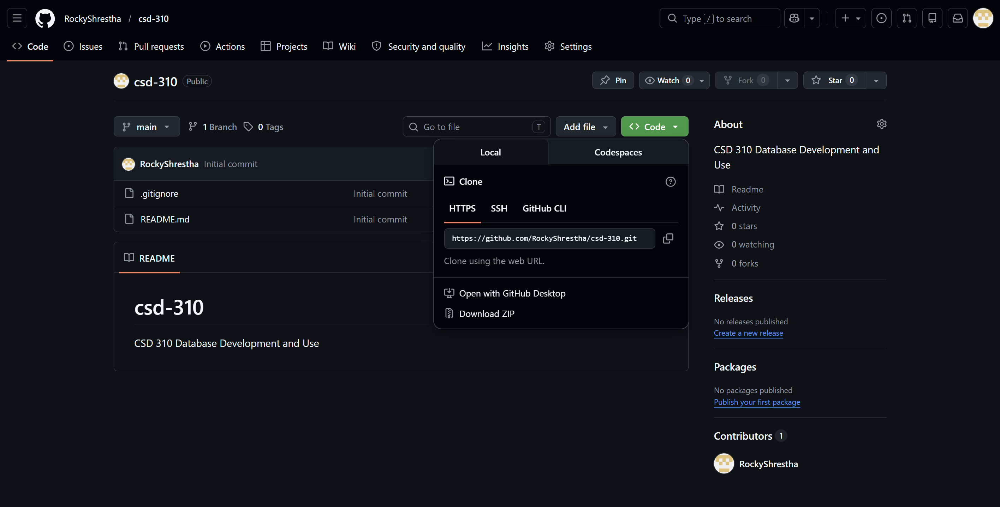 RockyShrestha / csd-310
Type / to search
Code Issues Pull requests Actions Projects Wiki Security and quality Insights Settings
csd-310 Public
Pin Watch 0 Fork 0 Star 0
main 1 Branch 0 Tags
Go to file T Add file Code
Local Codespaces
RockyShrestha Initial commit
.gitignore Initial commit
README.md Initial commit
Clone
HTTPS SSH GitHub CLI
https://github.com/RockyShrestha/csd-310.git
Clone using the web URL.
Open with GitHub Desktop
Download ZIP
README
csd-310
CSD 310 Database Development and Use
About
CSD 310 Database Development and
Use
Readme
Activity
0 stars
0 watching
0 forks
Releases
No releases published
Create a new release
Packages
No packages published
Publish your first package
Contributors 1
RockyShrestha